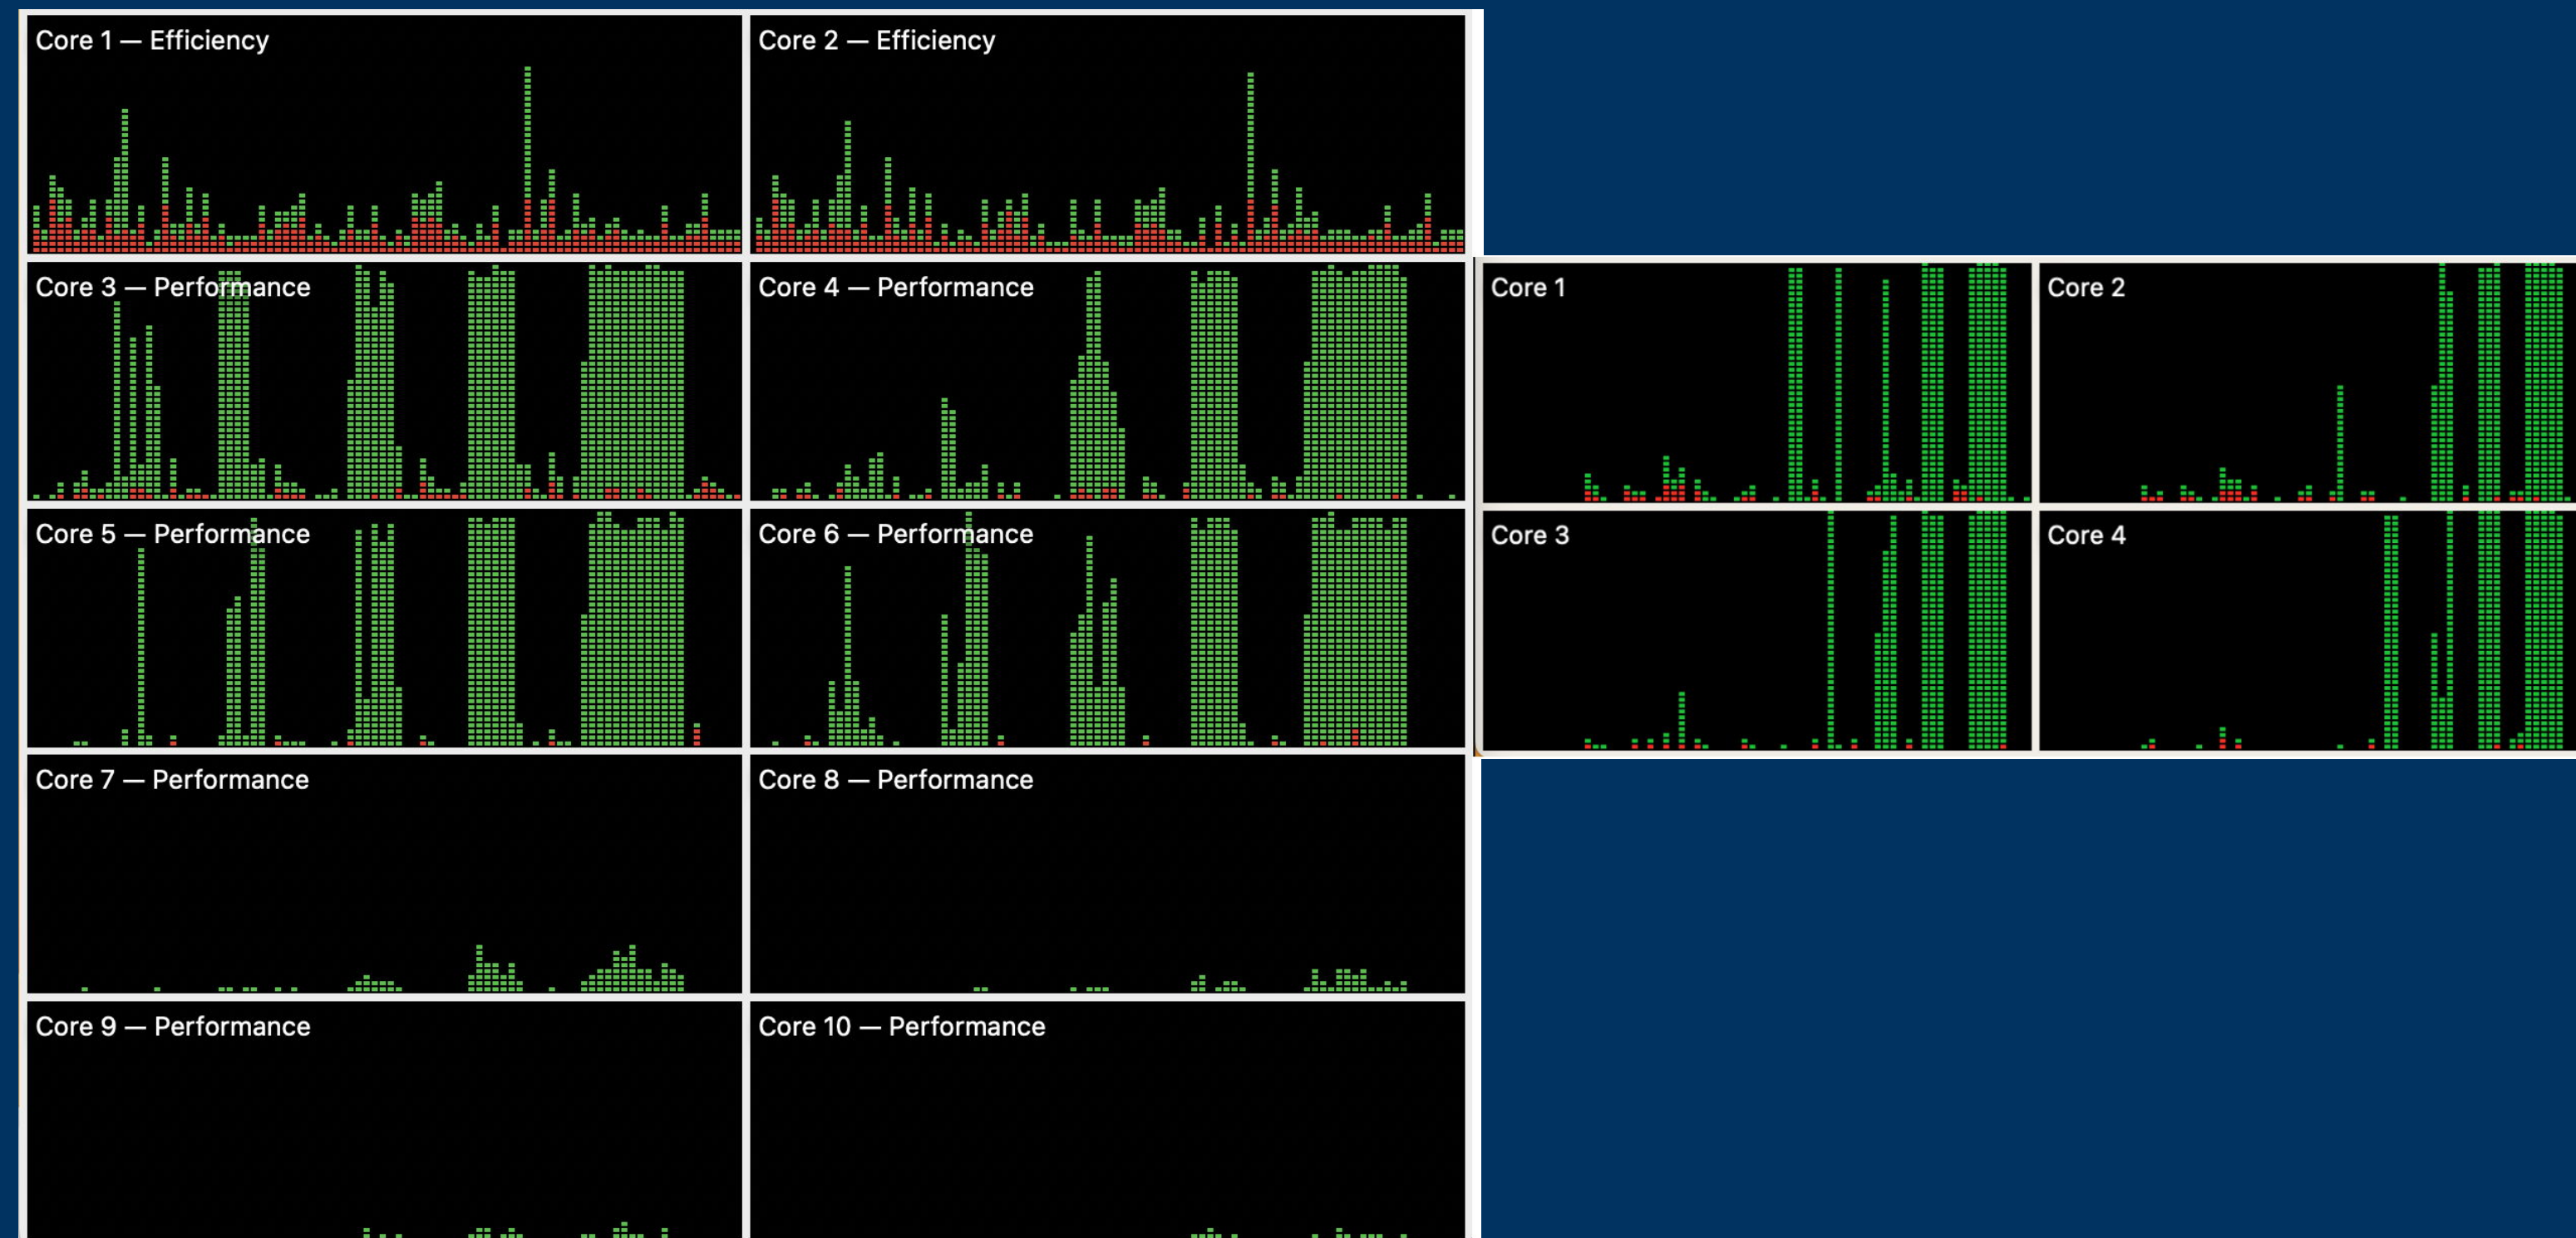 Core 1 — Efficiency
Core 2 — Efficiency
Core 3 — Performance
Core 4 — Performance
Core 1
Core 2
Core 5 — Performance
Core 6 — Performance
Core 3
Core 4
Core 7 — Performance
Core 8 — Performance
Core 9 — Performance
Core 10 — Performance